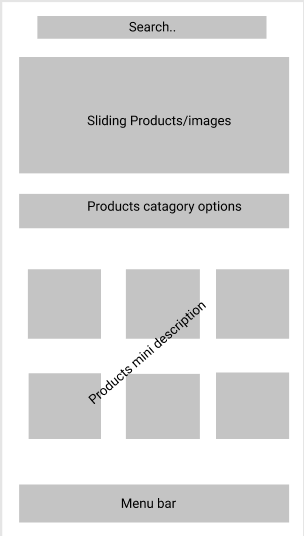 Search..
Sliding Products/images
Products catagory options
Products mini description
Menu bar